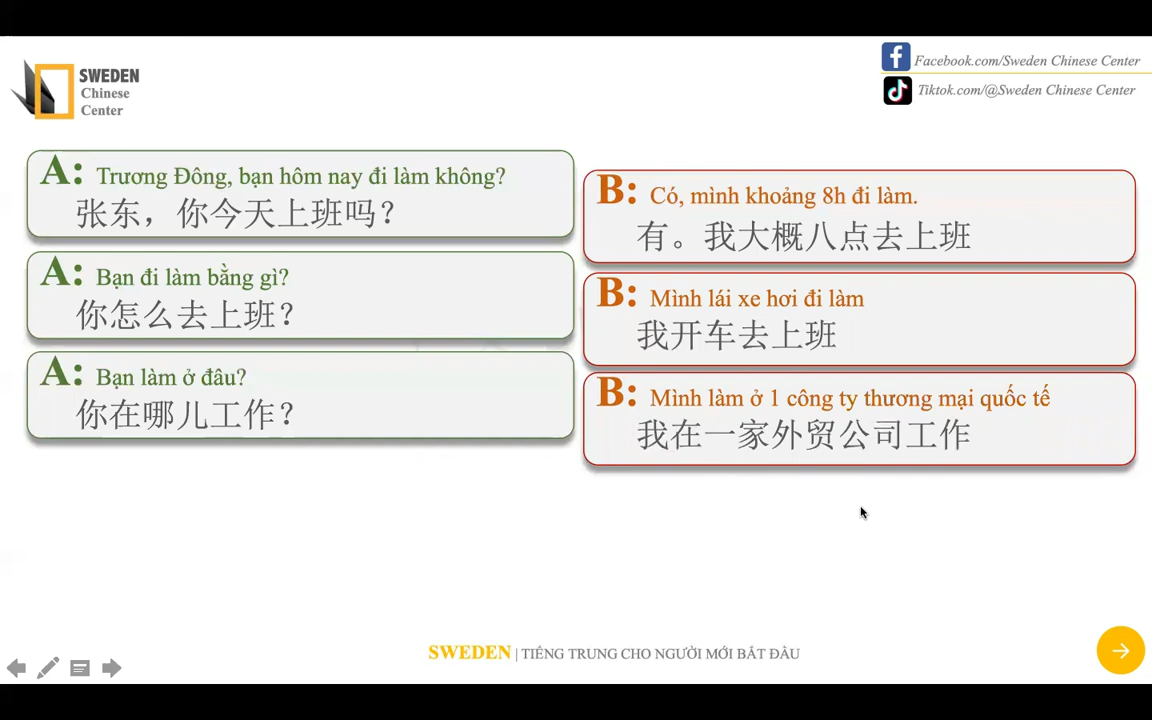 SWEDEN
Chinese
Center
Facebook.com/Sweden Chinese Center
Tiktok.com/@Sweden Chinese Center
A: Trương Đông, bạn hôm nay đi làm không?
张东，你今天上班吗？
B: Có, mình khoảng 8h đi làm.
有。我大概八点去上班
A: Bạn đi làm bằng gì?
你怎么去上班？
B: Mình lái xe hơi đi làm
我开车去上班
A: Bạn làm ở đâu?
你在哪儿工作？
B: Mình làm ở 1 công ty thương mại quốc tế
我在一家外贸公司工作
SWEDEN | TIẾNG TRUNG CHO NGƯỜI MỚI BẮT ĐẦU